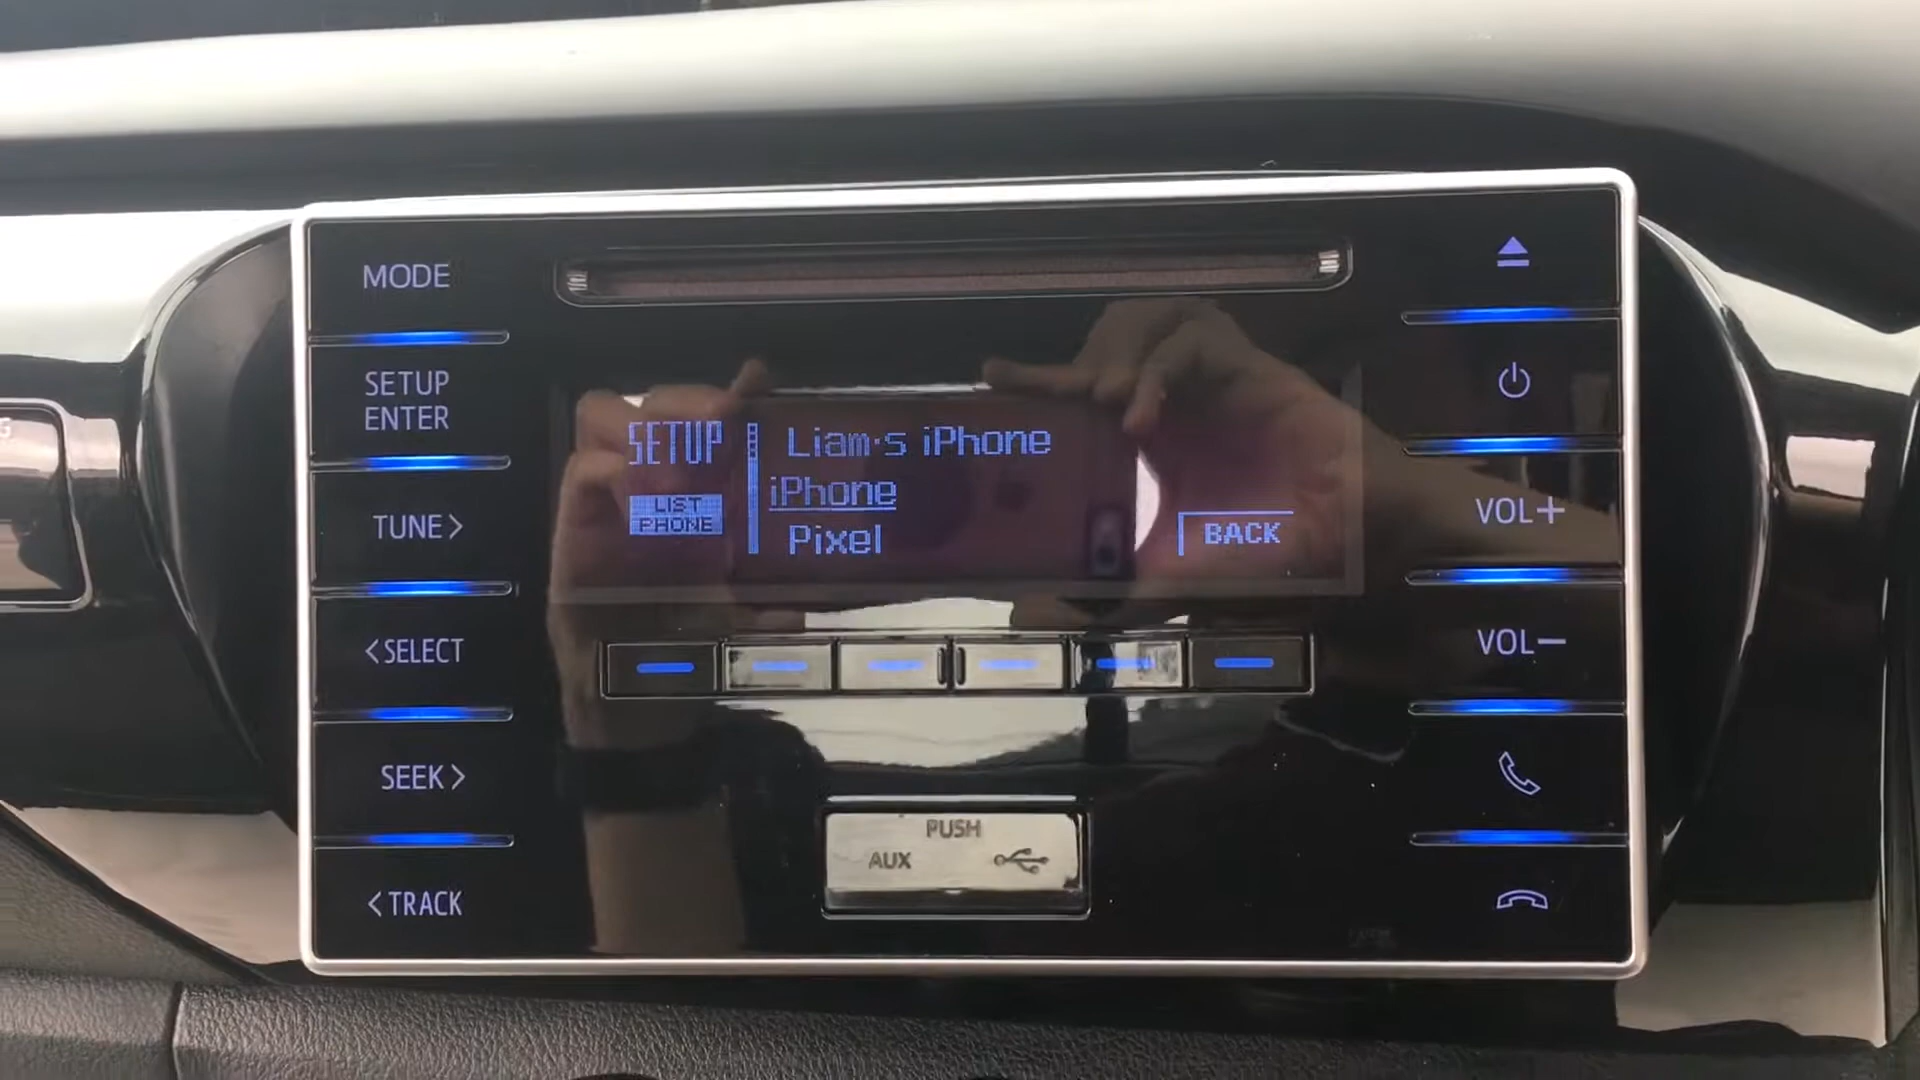 MODE
SETUP
ENTER
TUNE>
<SELECT
SEEK>
<TRACK
SETUP
LIST
PHONE
Liam·s iPhone
iPhone
Pixel
BACK
PUSH
AUX
VOL+
VOL−